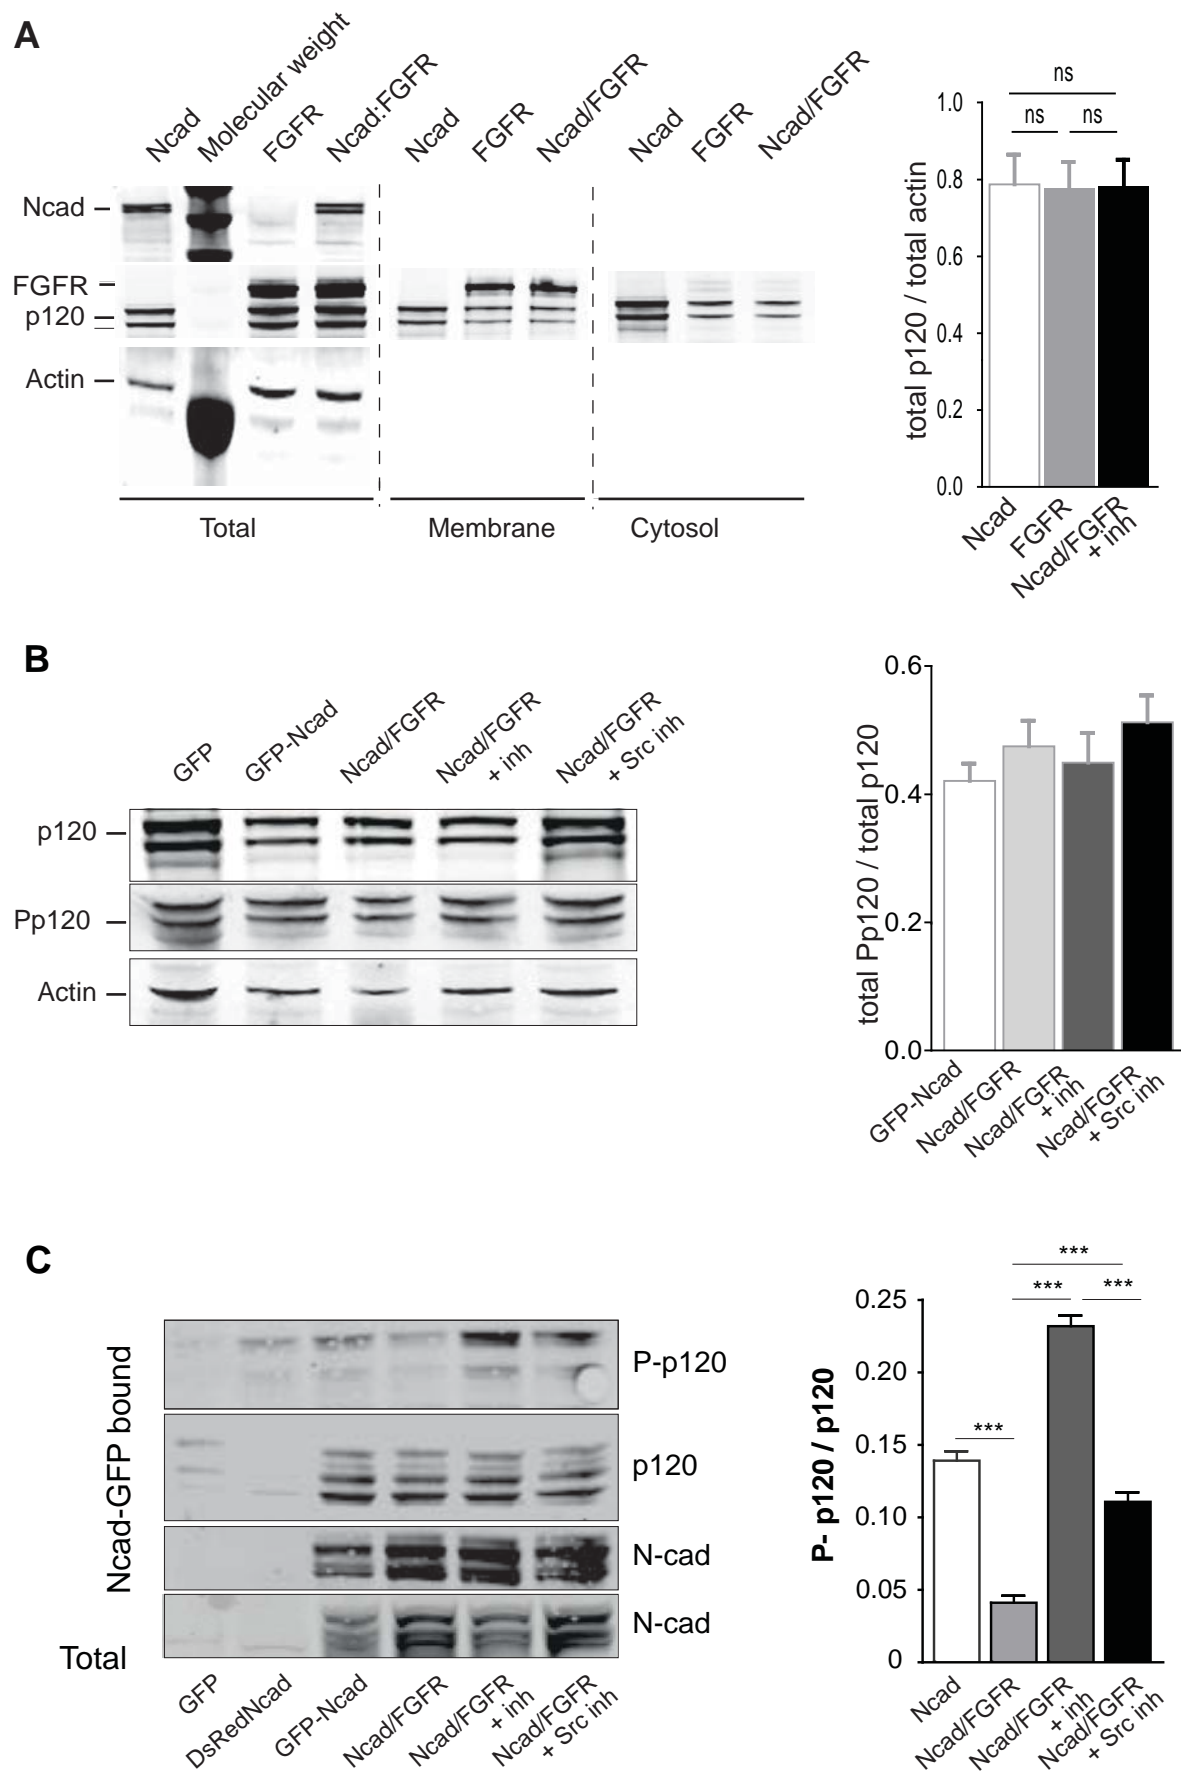 A
Ncad
Molecular weight
FGFR
Ncad:FGFR
Ncad
FGFR
Ncad/FGFR
Ncad
FGFR
Ncad/FGFR
Ncad
FGFR
p120
Actin
Total
Membrane
Cytosol
ns
ns
ns
1.0
0.8
0.6
0.4
0.2
0.0
total p120 / total actin
Ncad
FGFR
Ncad/FGFR
+ inh
B
GFP
GFP-Ncad
Ncad/FGFR
Ncad/FGFR
+ inh
Ncad/FGFR
+ Src inh
p120
Pp120
Actin
0.6
0.4
0.2
0.0
total Pp120 / total p120
GFP-Ncad
Ncad/FGFR
Ncad/FGFR
+ inh
Ncad/FGFR
+ Src inh
C
Ncad-GFP bound
P-p120
p120
N-cad
N-cad
Total
GFP
DsRedNcad
GFP-Ncad
Ncad/FGFR
Ncad/FGFR
+ inh
Ncad/FGFR
+ Src inh
***
***
***
***
0.25
0.20
0.15
0.10
0.05
0
P- p120 / p120
Ncad
Ncad/FGFR
Ncad/FGFR
+ inh
Ncad/FGFR
+ Src inh